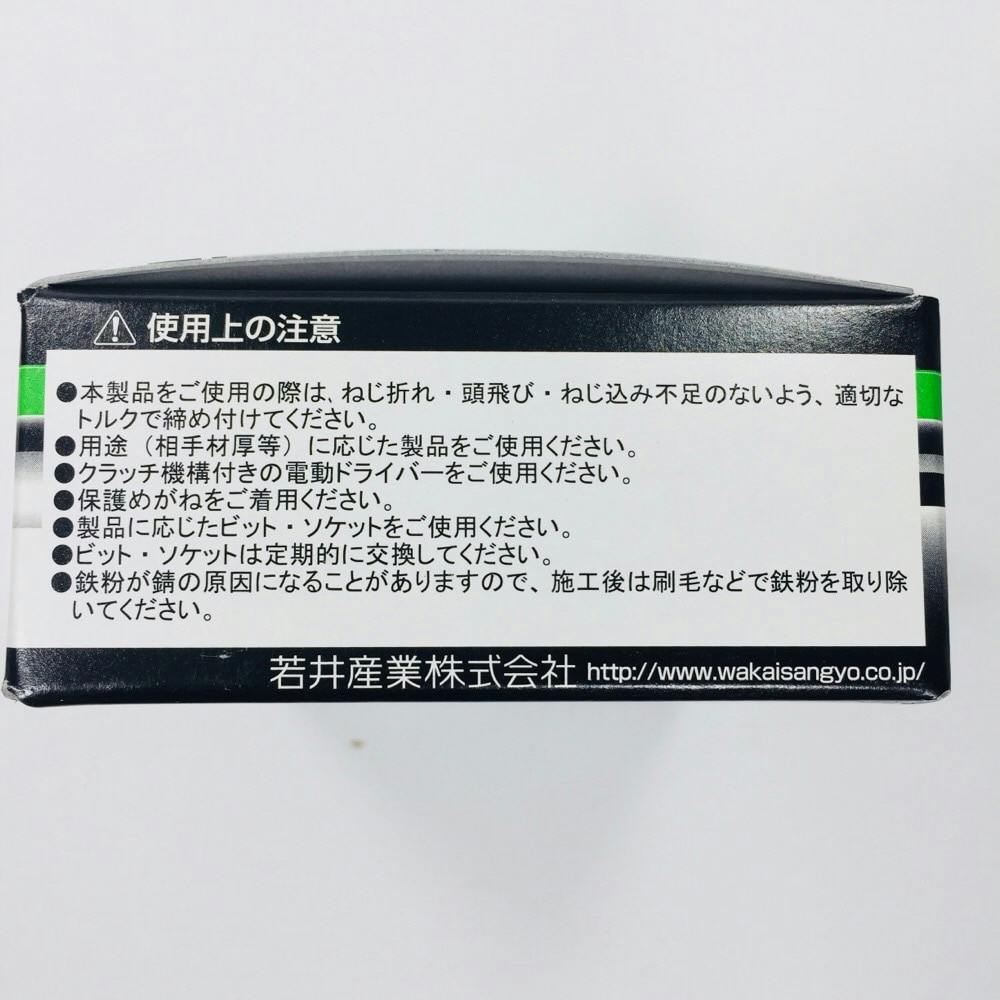 使用上の注意
●本製品をご使用の際は、ねじ折れ・頭飛び・ねじ込み不足のないよう、適切な
トルクで締め付けてください。
●用途（相手材厚等）に応じた製品をご使用ください。
●クラッチ機構付きの電動ドライバーをご使用ください。
●保護めがねをご着用ください。
●製品に応じたビット・ソケットをご使用ください。
●ビット・ソケットは定期的に交換してください。
●鉄粉が錆の原因になることがありますので、施工後は刷毛などで鉄粉を取り除
いてください。
若井産業株式会社 http://www.wakaisangyo.co.jp/